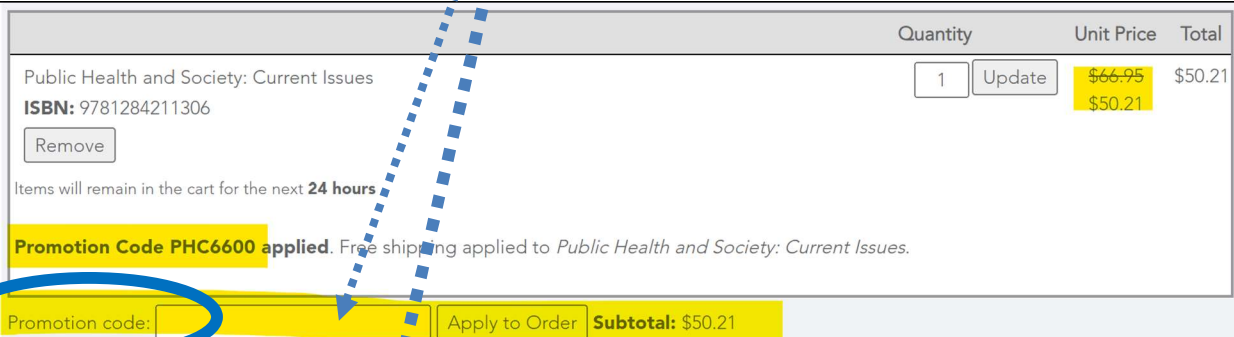 Quantity Unit Price Total
Public Health and Society: Current Issues 1 Update $66.95 $50.21
ISBN: 9781284211306 $50.21
Remove
Items will remain in the cart for the next 24 hours
Promotion Code PHC6600 applied. Free shipping applied to Public Health and Society: Current Issues.
Promotion code: Apply to Order Subtotal: $50.21